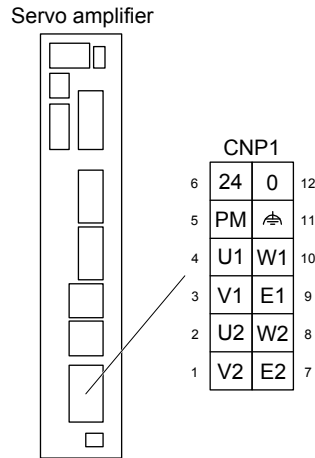 Servo amplifier
CNP1
6 24 0 12
5 PM 11
4 U1 W1 10
3 V1 E1 9
2 U2 W2 8
1 V2 E2 7